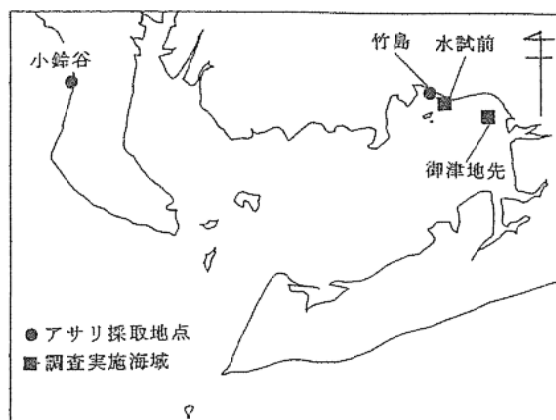 小鈴谷
竹島
水試前
御津地先
●アサリ採取地点
■調査実施海域